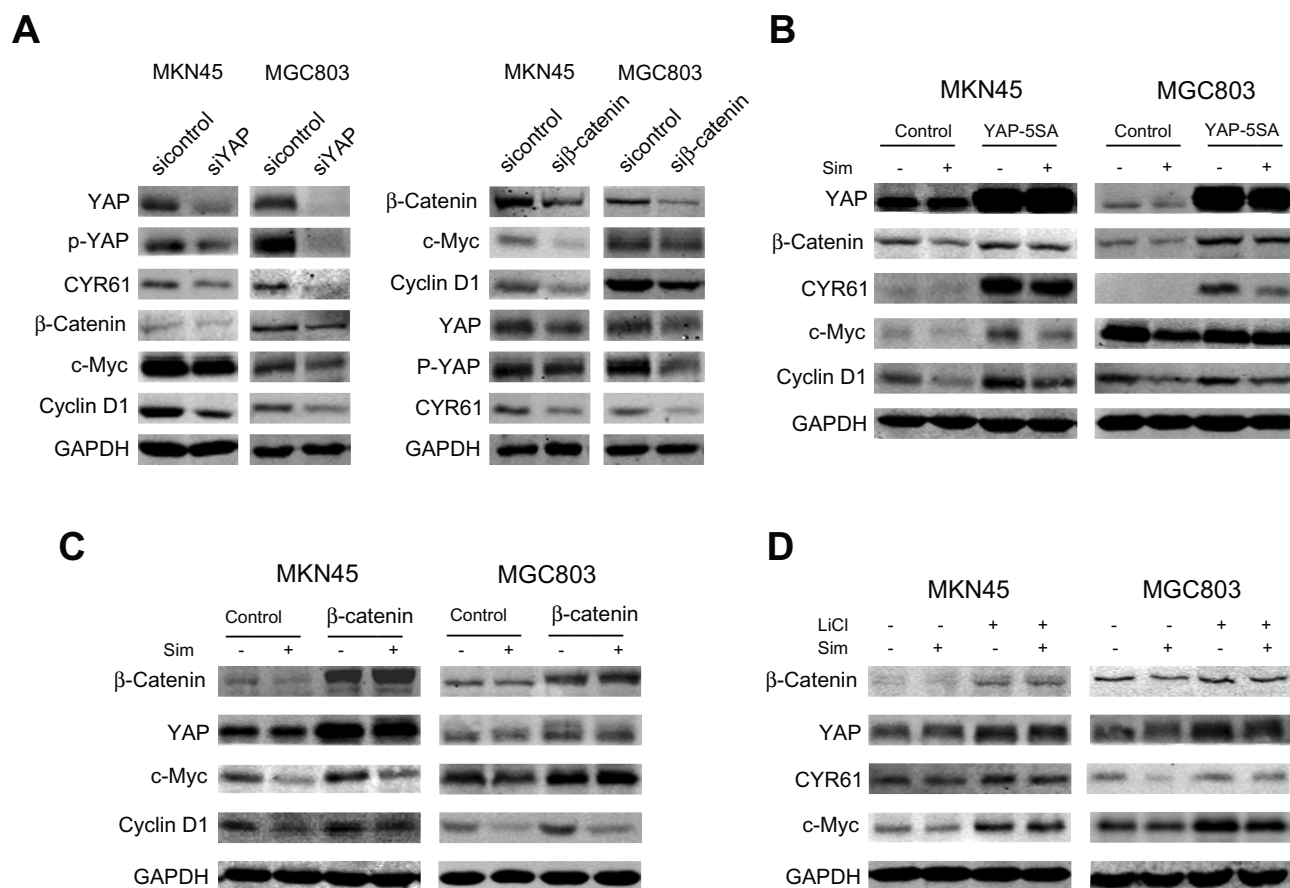 A
MKN45 MGC803
sicontrol siYAP sicontrol siYAP
YAP
p-YAP
CYR61
β-Catenin
c-Myc
Cyclin D1
GAPDH
MKN45 MGC803
sicontrol siβ-catenin sicontrol siβ-catenin
β-Catenin
c-Myc
Cyclin D1
YAP
P-YAP
CYR61
GAPDH
B
MKN45 MGC803
Control YAP-5SA Control YAP-5SA
Sim - + - + - + - +
YAP
β-Catenin
CYR61
c-Myc
Cyclin D1
GAPDH
C
MKN45 MGC803
Control β-catenin Control β-catenin
Sim - + - + - + - +
β-Catenin
YAP
c-Myc
Cyclin D1
GAPDH
D
MKN45 MGC803
LiCl - - + + - - + +
Sim - + - + - + - +
β-Catenin
YAP
CYR61
c-Myc
GAPDH